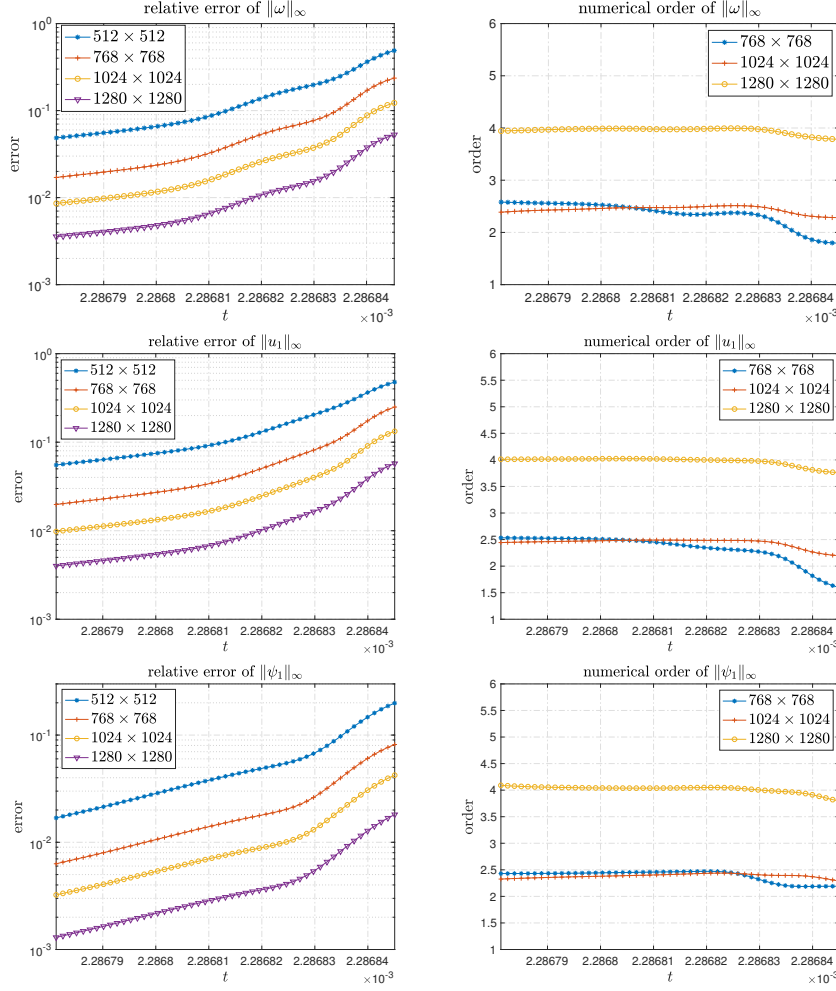 relative error of ‖ω‖∞
10^0
10^-1
10^-2
10^-3
error
512 × 512
768 × 768
1024 × 1024
1280 × 1280
2.28679 2.2868 2.28681 2.28682 2.28683 2.28684
t
×10^-3
numerical order of ‖ω‖∞
6
5
4
3
2
1
order
768 × 768
1024 × 1024
1280 × 1280
2.28679 2.2868 2.28681 2.28682 2.28683 2.28684
t
×10^-3
relative error of ‖u₁‖∞
10^0
10^-1
10^-2
10^-3
error
512 × 512
768 × 768
1024 × 1024
1280 × 1280
2.28679 2.2868 2.28681 2.28682 2.28683 2.28684
t
×10^-3
numerical order of ‖u₁‖∞
6
5.5
5
4.5
4
3.5
3
2.5
2
1.5
1
order
768 × 768
1024 × 1024
1280 × 1280
2.28679 2.2868 2.28681 2.28682 2.28683 2.28684
t
×10^-3
relative error of ‖ψ₁‖∞
10^-1
10^-2
10^-3
error
512 × 512
768 × 768
1024 × 1024
1280 × 1280
2.28679 2.2868 2.28681 2.28682 2.28683 2.28684
t
×10^-3
numerical order of ‖ψ₁‖∞
6
5.5
5
4.5
4
3.5
3
2.5
2
1.5
1
order
768 × 768
1024 × 1024
1280 × 1280
2.28679 2.2868 2.28681 2.28682 2.28683 2.28684
t
×10^-3